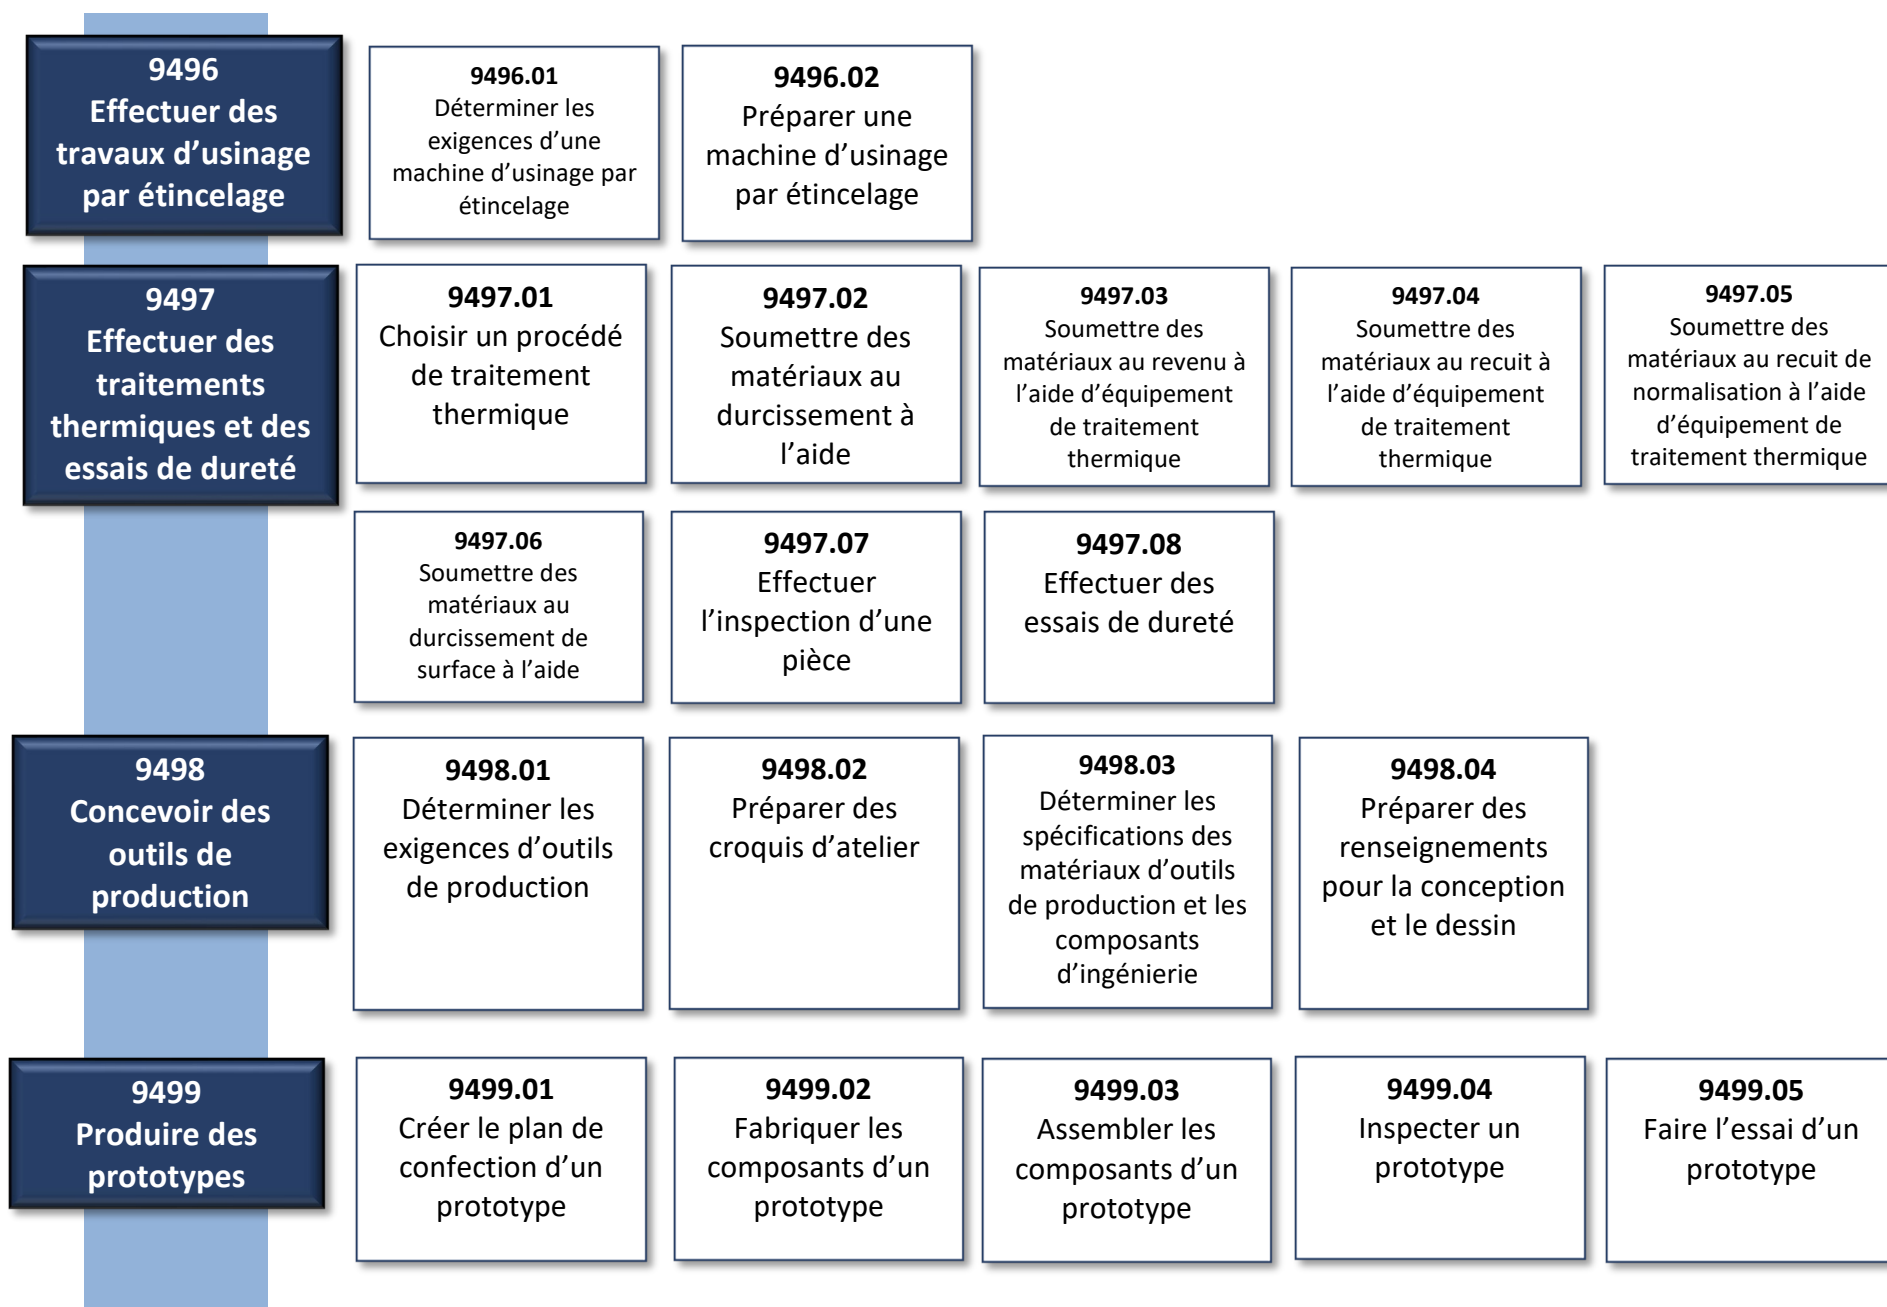 9496
Effectuer des
travaux d’usinage
par étincelage
9496.01
Déterminer les
exigences d’une
machine d’usinage par
étincelage
9496.02
Préparer une
machine d’usinage
par étincelage
9497
Effectuer des
traitements
thermiques et des
essais de dureté
9497.01
Choisir un procédé
de traitement
thermique
9497.02
Soumettre des
matériaux au
durcissement à
l’aide
9497.03
Soumettre des
matériaux au revenu à
l’aide d’équipement
de traitement
thermique
9497.04
Soumettre des
matériaux au recuit à
l’aide d’équipement
de traitement
thermique
9497.05
Soumettre des
matériaux au recuit de
normalisation à l’aide
d’équipement de
traitement thermique
9497.06
Soumettre des
matériaux au
durcissement de
surface à l’aide
9497.07
Effectuer
l’inspection d’une
pièce
9497.08
Effectuer des
essais de dureté
9498
Concevoir des
outils de
production
9498.01
Déterminer les
exigences d’outils
de production
9498.02
Préparer des
croquis d’atelier
9498.03
Déterminer les
spécifications des
matériaux d’outils
de production et les
composants
d’ingénierie
9498.04
Préparer des
renseignements
pour la conception
et le dessin
9499
Produire des
prototypes
9499.01
Créer le plan de
confection d’un
prototype
9499.02
Fabriquer les
composants d’un
prototype
9499.03
Assembler les
composants d’un
prototype
9499.04
Inspecter un
prototype
9499.05
Faire l’essai d’un
prototype